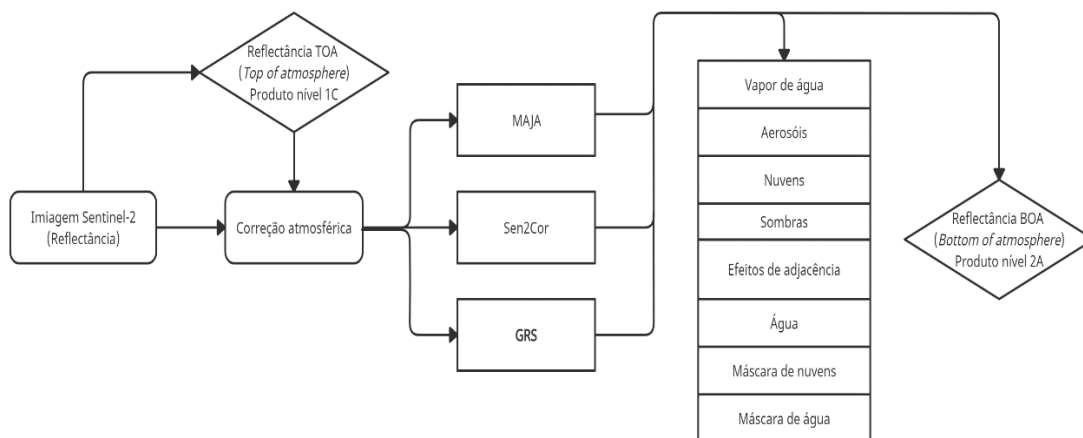 Reflectância TOA
(Top of atmosphere)
Produto nível 1C
Imiagem Sentinel-2
(Reflectância)
Correção atmosférica
MAJA
Sen2Cor
GRS
Vapor de água
Aerosóis
Nuvens
Sombras
Efeitos de adjacência
Água
Máscara de nuvens
Máscara de água
Reflectância BOA
(Bottom of atmosphere)
Produto nível 2A